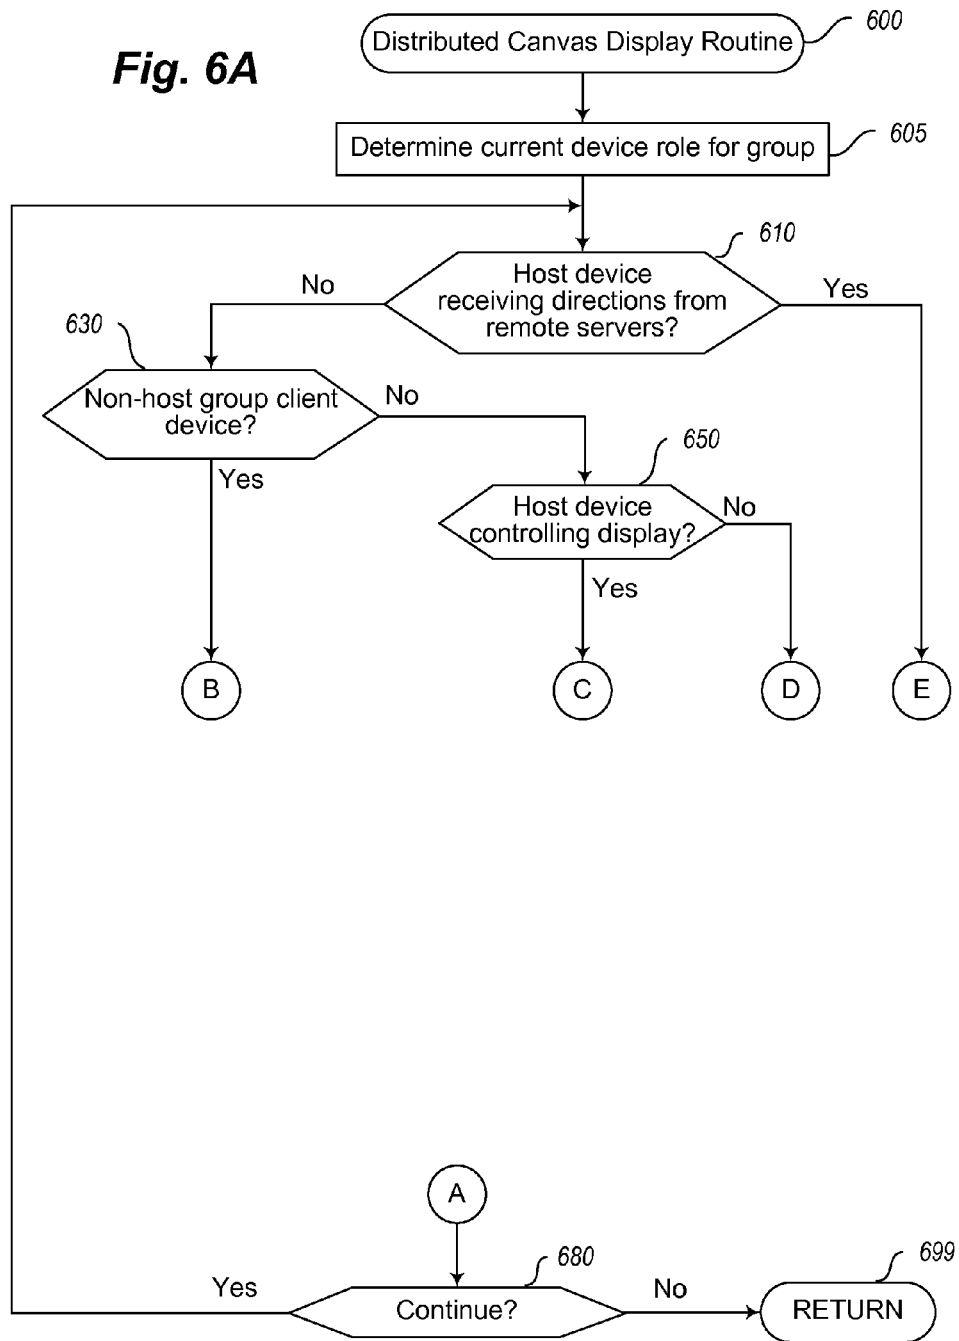 Fig. 6A
Distributed Canvas Display Routine
600
Determine current device role for group
605
610
Host device
receiving directions from
remote servers?
No
Yes
630
Non-host group client
device?
No
Yes
650
Host device
controlling display?
No
Yes
B
C
D
E
A
680
Continue?
Yes
No
699
RETURN